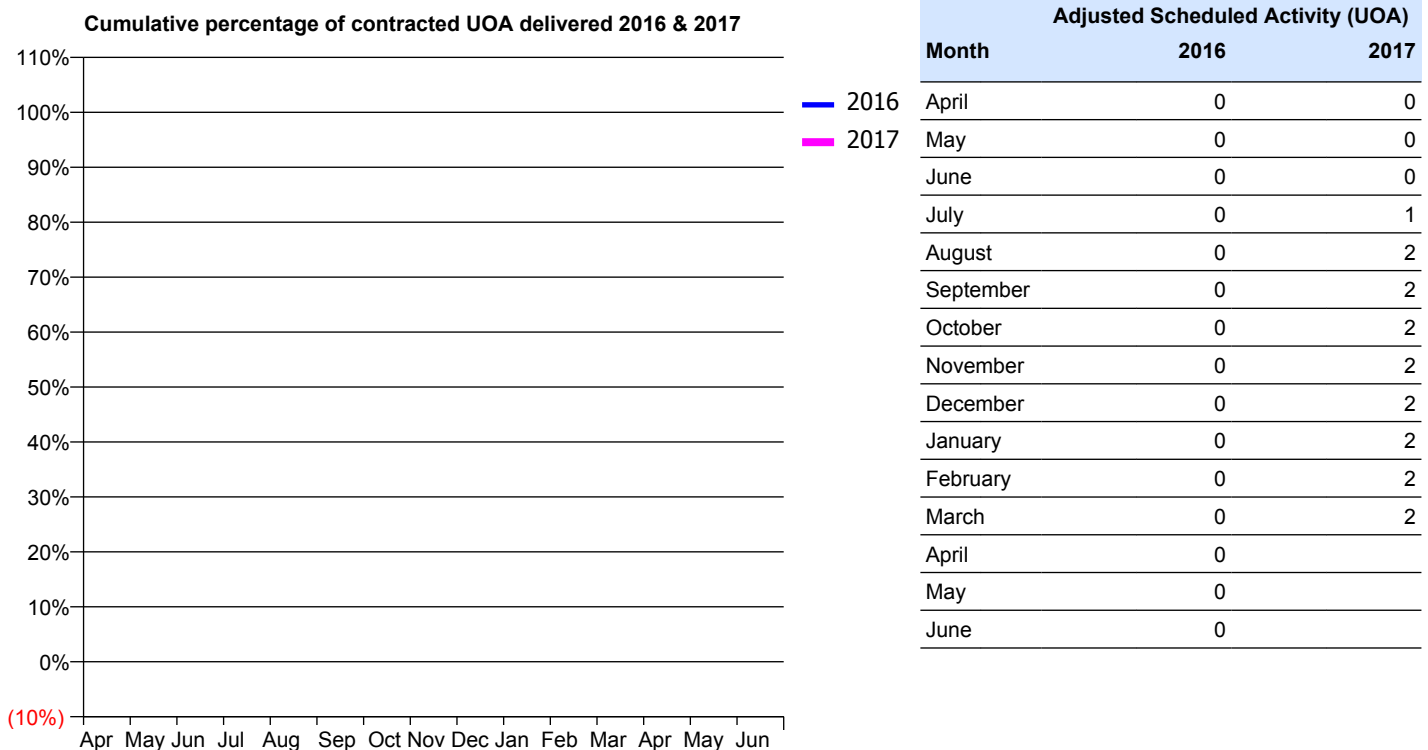 Cumulative percentage of contracted UOA delivered 2016 & 2017
110%
100%
90%
80%
70%
60%
50%
40%
30%
20%
10%
0%
(10%)
Apr May Jun Jul Aug Sep Oct Nov Dec Jan Feb Mar Apr May Jun
2016
2017
Adjusted Scheduled Activity (UOA)
Month 2016 2017
April 0 0
May 0 0
June 0 0
July 0 1
August 0 2
September 0 2
October 0 2
November 0 2
December 0 2
January 0 2
February 0 2
March 0 2
April 0
May 0
June 0